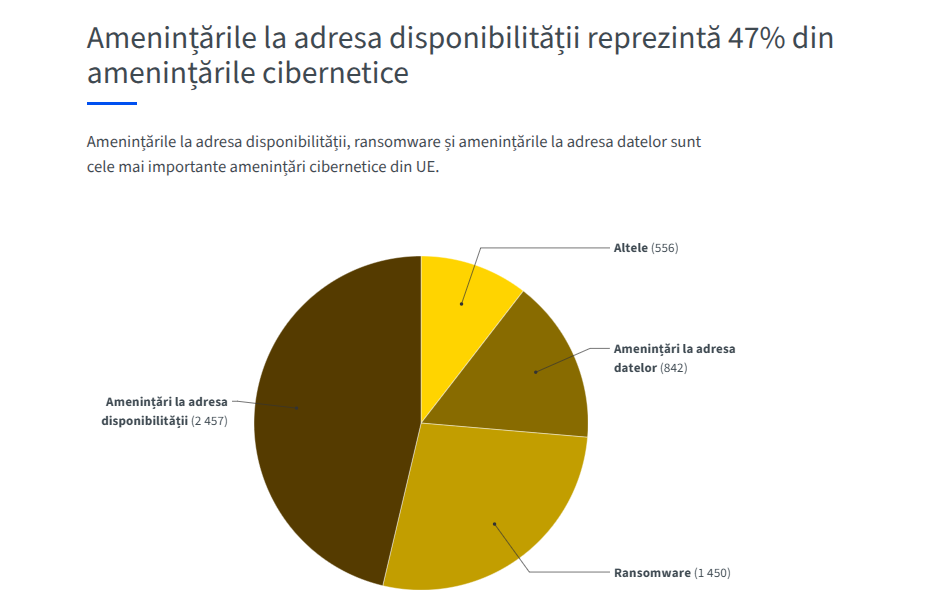 Amenințările la adresa disponibilității reprezintă 47% din
amenințările cibernetice
Amenințările la adresa disponibilității, ransomware și amenințările la adresa datelor sunt
cele mai importante amenințări cibernetice din UE.
Altele (556)
Amenințări la adresa
datelor (842)
Amenințări la adresa
disponibilității (2 457)
Ransomware (1 450)